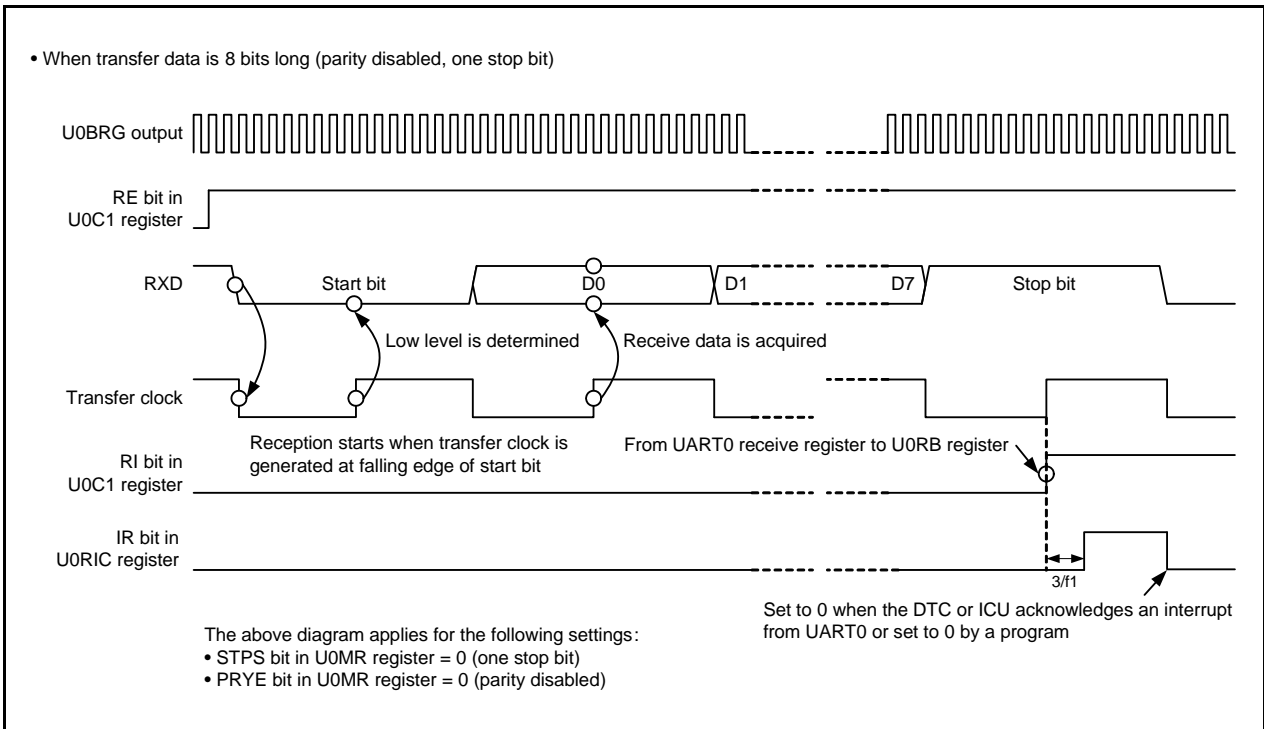 • When transfer data is 8 bits long (parity disabled, one stop bit)
U0BRG output
RE bit in
U0C1 register
RXD
Start bit
D0
D1
D7
Stop bit
Low level is determined
Receive data is acquired
Transfer clock
Reception starts when transfer clock is
generated at falling edge of start bit
From UART0 receive register to U0RB register
RI bit in
U0C1 register
IR bit in
U0RIC register
3/f1
Set to 0 when the DTC or ICU acknowledges an interrupt
from UART0 or set to 0 by a program
The above diagram applies for the following settings:
• STPS bit in U0MR register = 0 (one stop bit)
• PRYE bit in U0MR register = 0 (parity disabled)